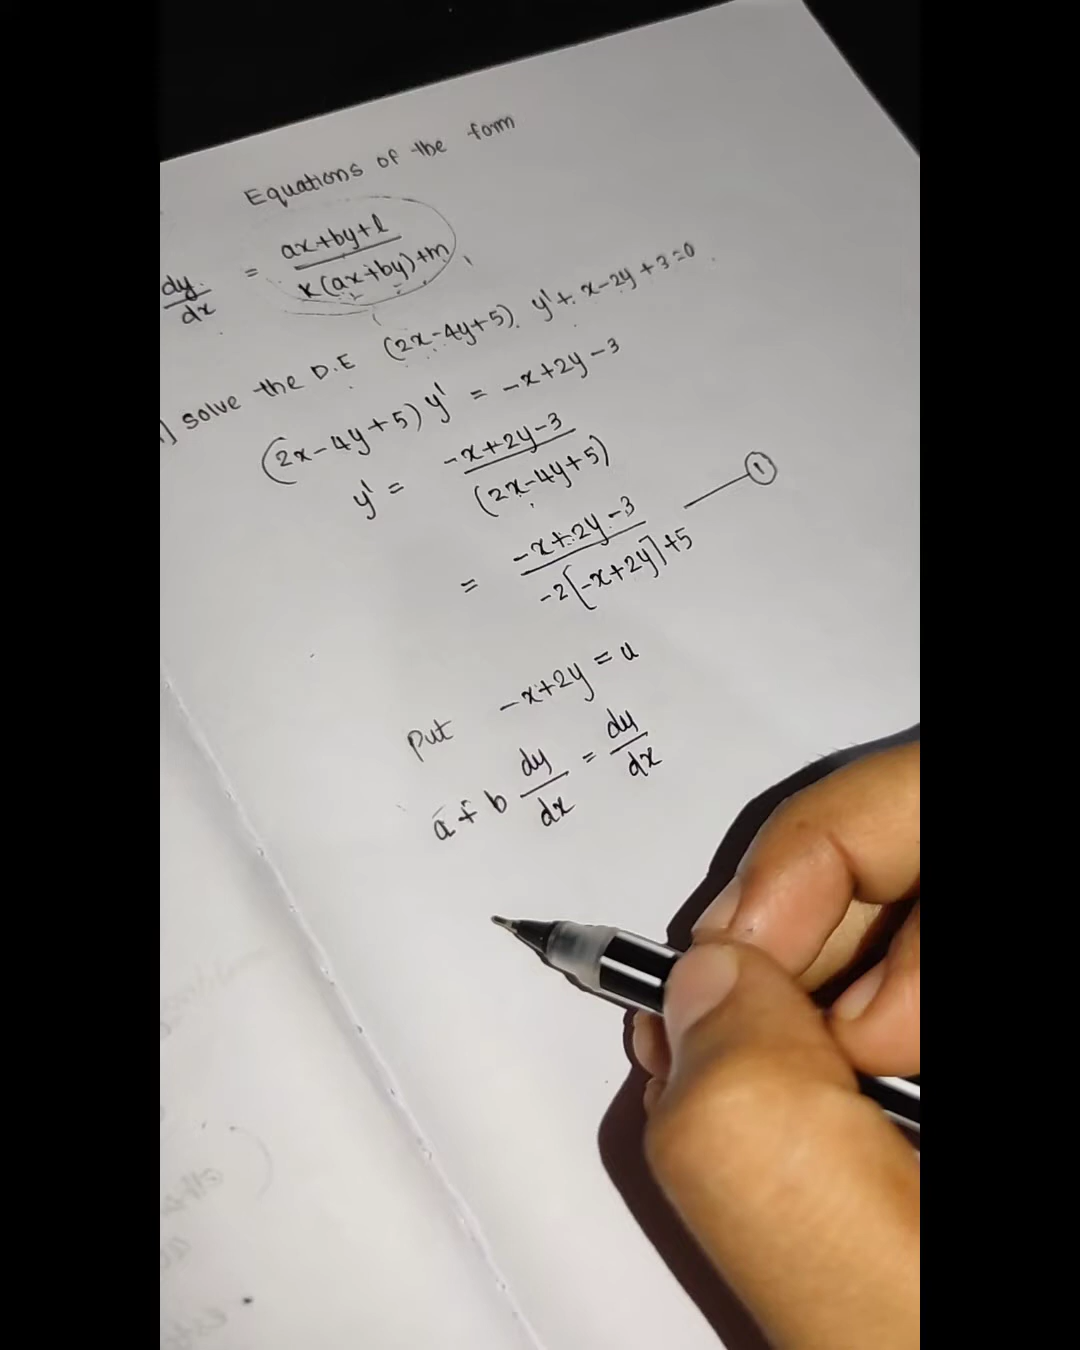 Equations of the form
dy/dx = ax+by+l / k(ax+by)+m
1] solve the D.E (2x-4y+5) y' + x-2y+3=0
(2x-4y+5) y' = -x+2y-3
y' = -x+2y-3 / (2x-4y+5)
= -x+2y-3 / -2[-x+2y]+5 —①
Put -x+2y = u
a+b dy/dx = dy/dx